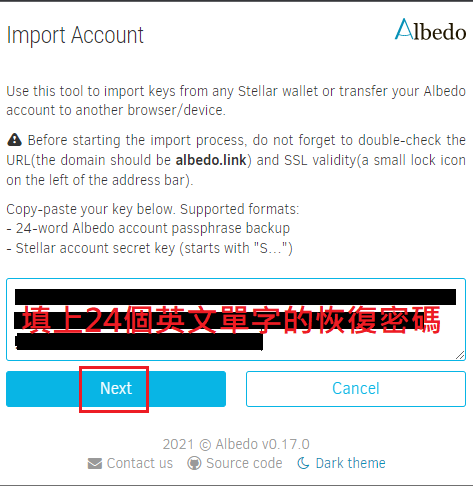 Import Account
Albedo
Use this tool to import keys from any Stellar wallet or transfer your Albedo
account to another browser/device.
Before starting the import process, do not forget to double-check the
URL(the domain should be albedo.link) and SSL validity(a small lock icon
on the left of the address bar).
Copy-paste your key below. Supported formats:
- 24-word Albedo account passphrase backup
- Stellar account secret key (starts with "S...")
填上24個英文單字的恢復密碼
Next
Cancel
2021 © Albedo v0.17.0
Contact us Source code Dark theme